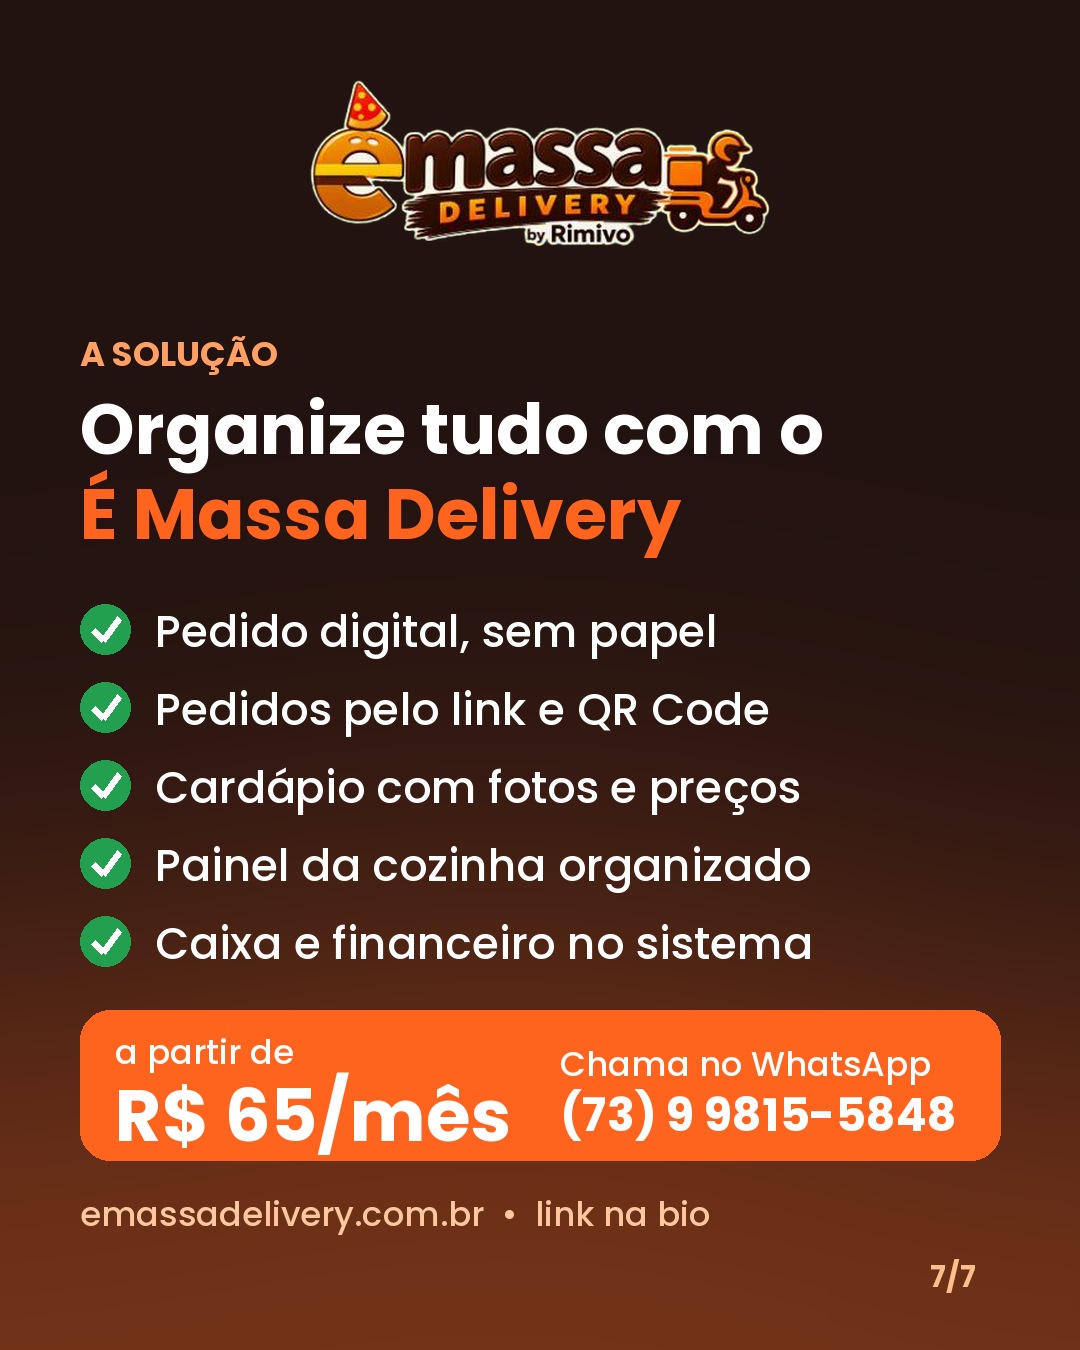 êmassa
DELIVERY
by Rimivo
A SOLUÇÃO
Organize tudo com o
É Massa Delivery
Pedido digital, sem papel
Pedidos pelo link e QR Code
Cardápio com fotos e preços
Painel da cozinha organizado
Caixa e financeiro no sistema
a partir de
R$ 65/mês
Chama no WhatsApp
(73) 9 9815-5848
emassadelivery.com.br • link na bio
7/7